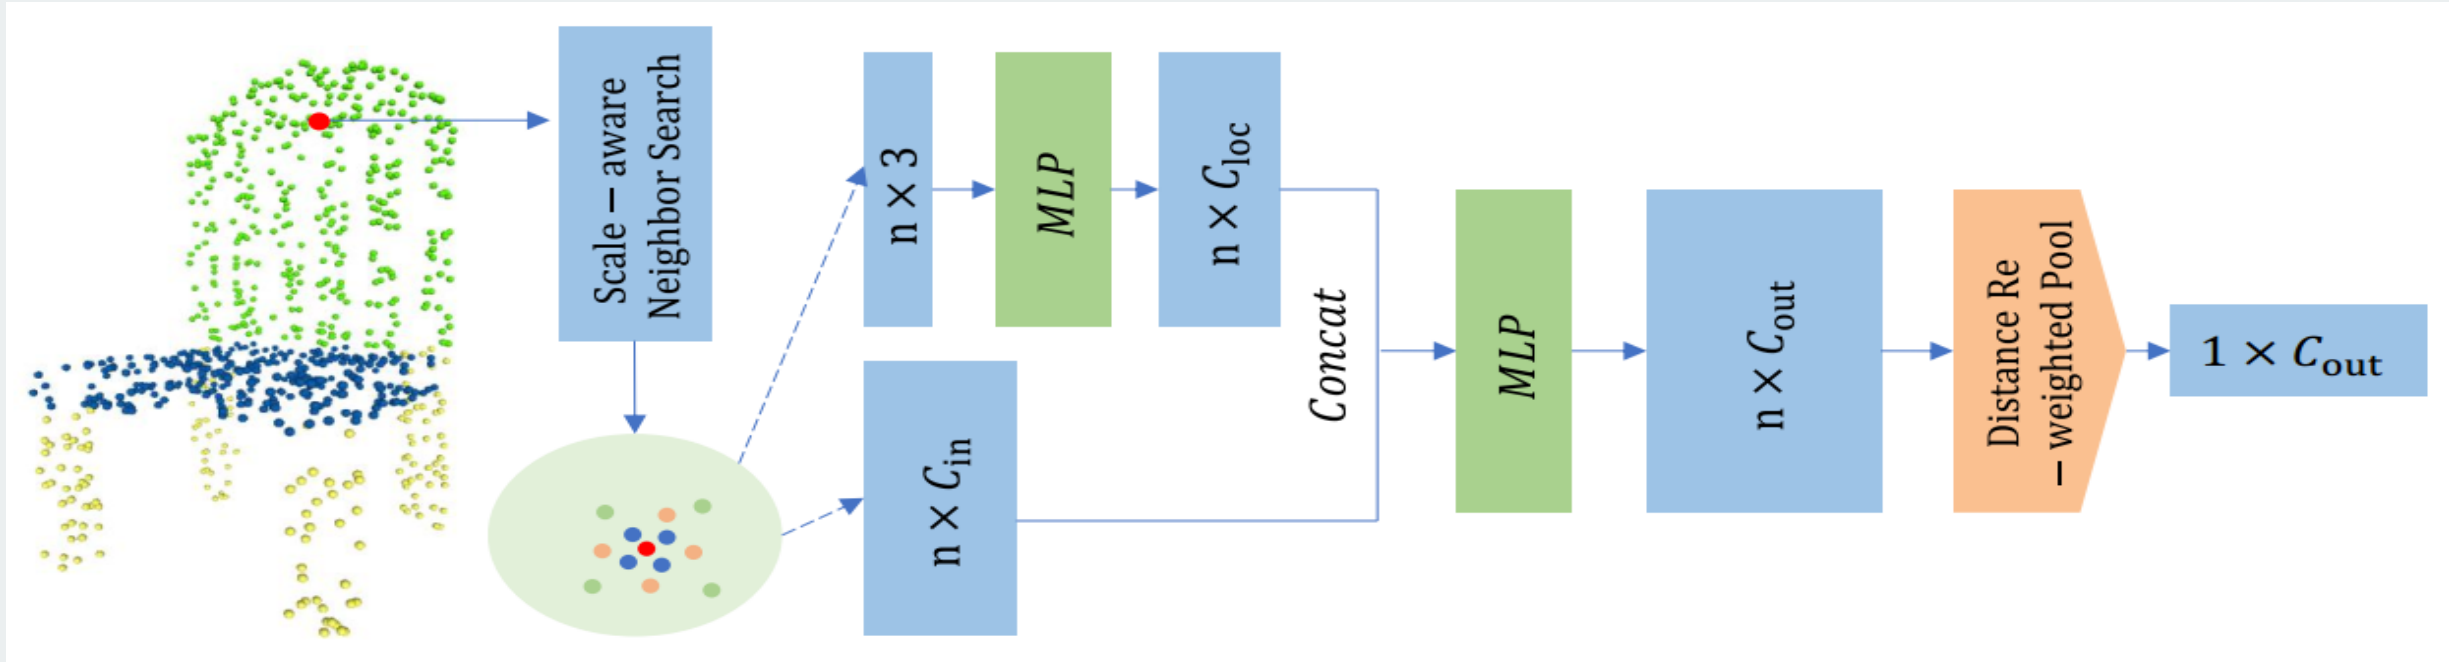 Scale – aware
Neighbor Search
n × 3
MLP
n × C_loc
n × C_in
Concat
MLP
n × C_out
Distance Re
– weighted Pool
1 × C_out